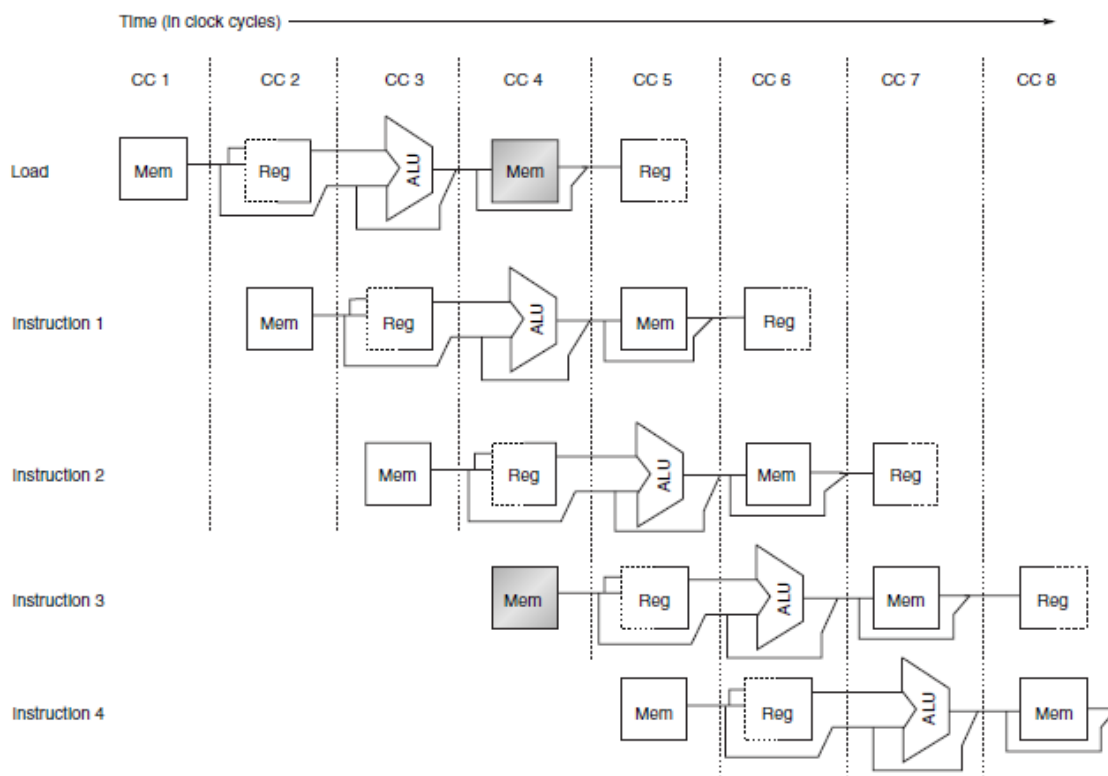 Time (in clock cycles)
CC 1 CC 2 CC 3 CC 4 CC 5 CC 6 CC 7 CC 8
Load Mem Reg ALU Mem Reg
Instruction 1 Mem Reg ALU Mem Reg
Instruction 2 Mem Reg ALU Mem Reg
Instruction 3 Mem Reg ALU Mem Reg
Instruction 4 Mem Reg ALU Mem